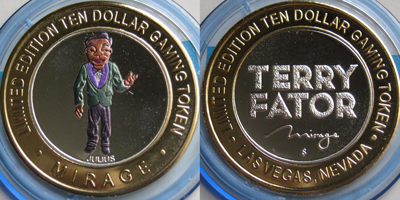 LIMITED EDITION TEN DOLLAR GAMING TOKEN
JULIUS
• MIRAGE •
LIMITED EDITION TEN DOLLAR GAMING TOKEN
TERRY
FATOR
mirage
S
• LAS VEGAS, NEVADA •